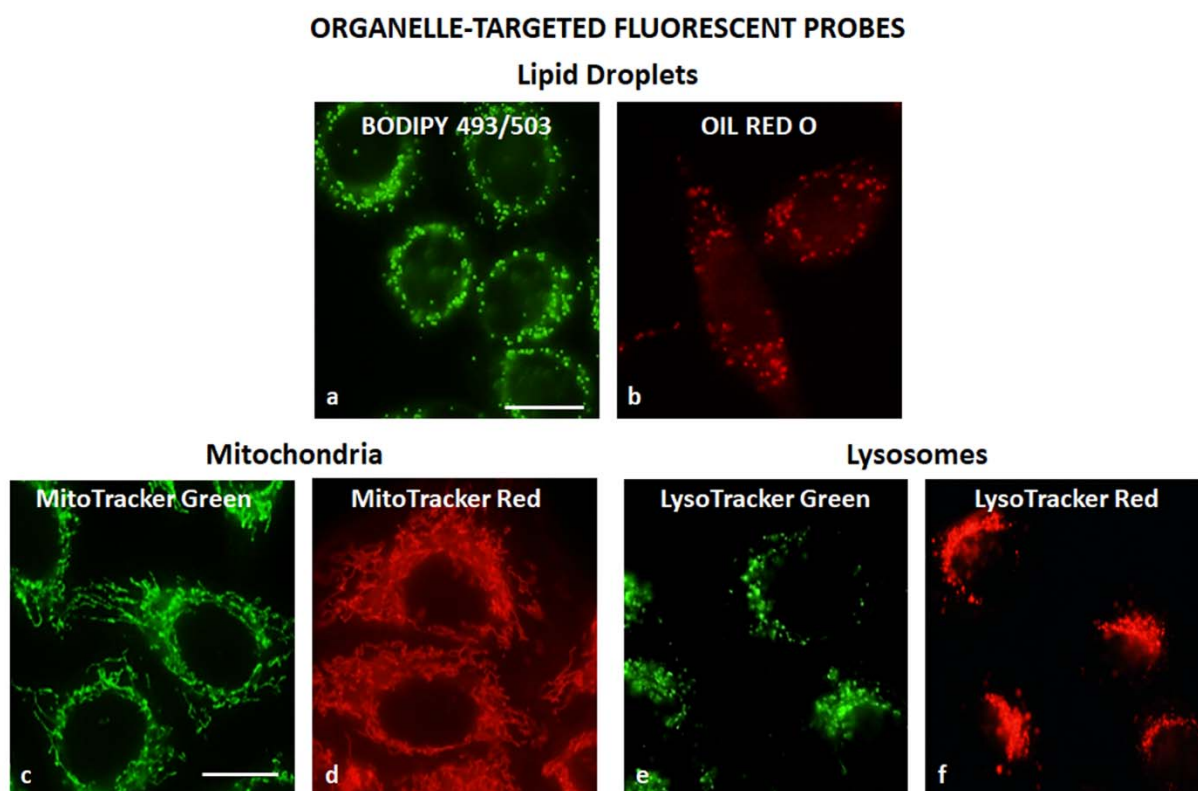 ORGANELLE-TARGETED FLUORESCENT PROBES
Lipid Droplets
BODIPY 493/503
OIL RED O
a
b
Mitochondria
Lysosomes
MitoTracker Green
MitoTracker Red
LysoTracker Green
LysoTracker Red
c
d
e
f